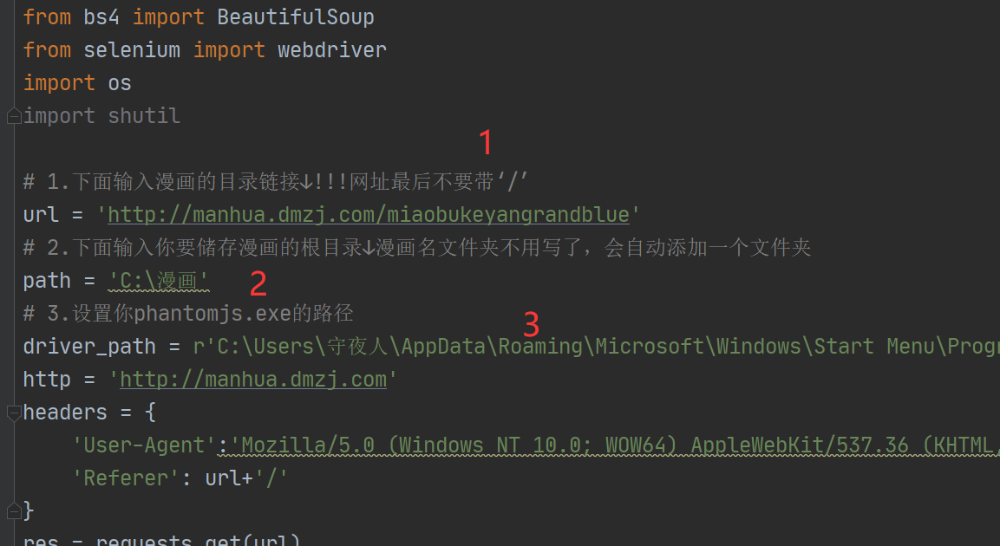 from bs4 import BeautifulSoup
from selenium import webdriver
import os
import shutil
1
# 1.下面输入漫画的目录链接↓!!!网址最后不要带‘/’
url = 'http://manhua.dmzj.com/miaobukeyangrandblue'
# 2.下面输入你要储存漫画的根目录↓漫画名文件夹不用写了，会自动添加一个文件夹
path = 'C:\漫画'
2
# 3.设置你phantomjs.exe的路径
3
driver_path = r'C:\Users\守夜人\AppData\Roaming\Microsoft\Windows\Start Menu\Progr
http = 'http://manhua.dmzj.com'
headers = {
'User-Agent':'Mozilla/5.0 (Windows NT 10.0; WOW64) AppleWebKit/537.36 (KHTML,
'Referer': url+'/'
}
res = requests.get(url)